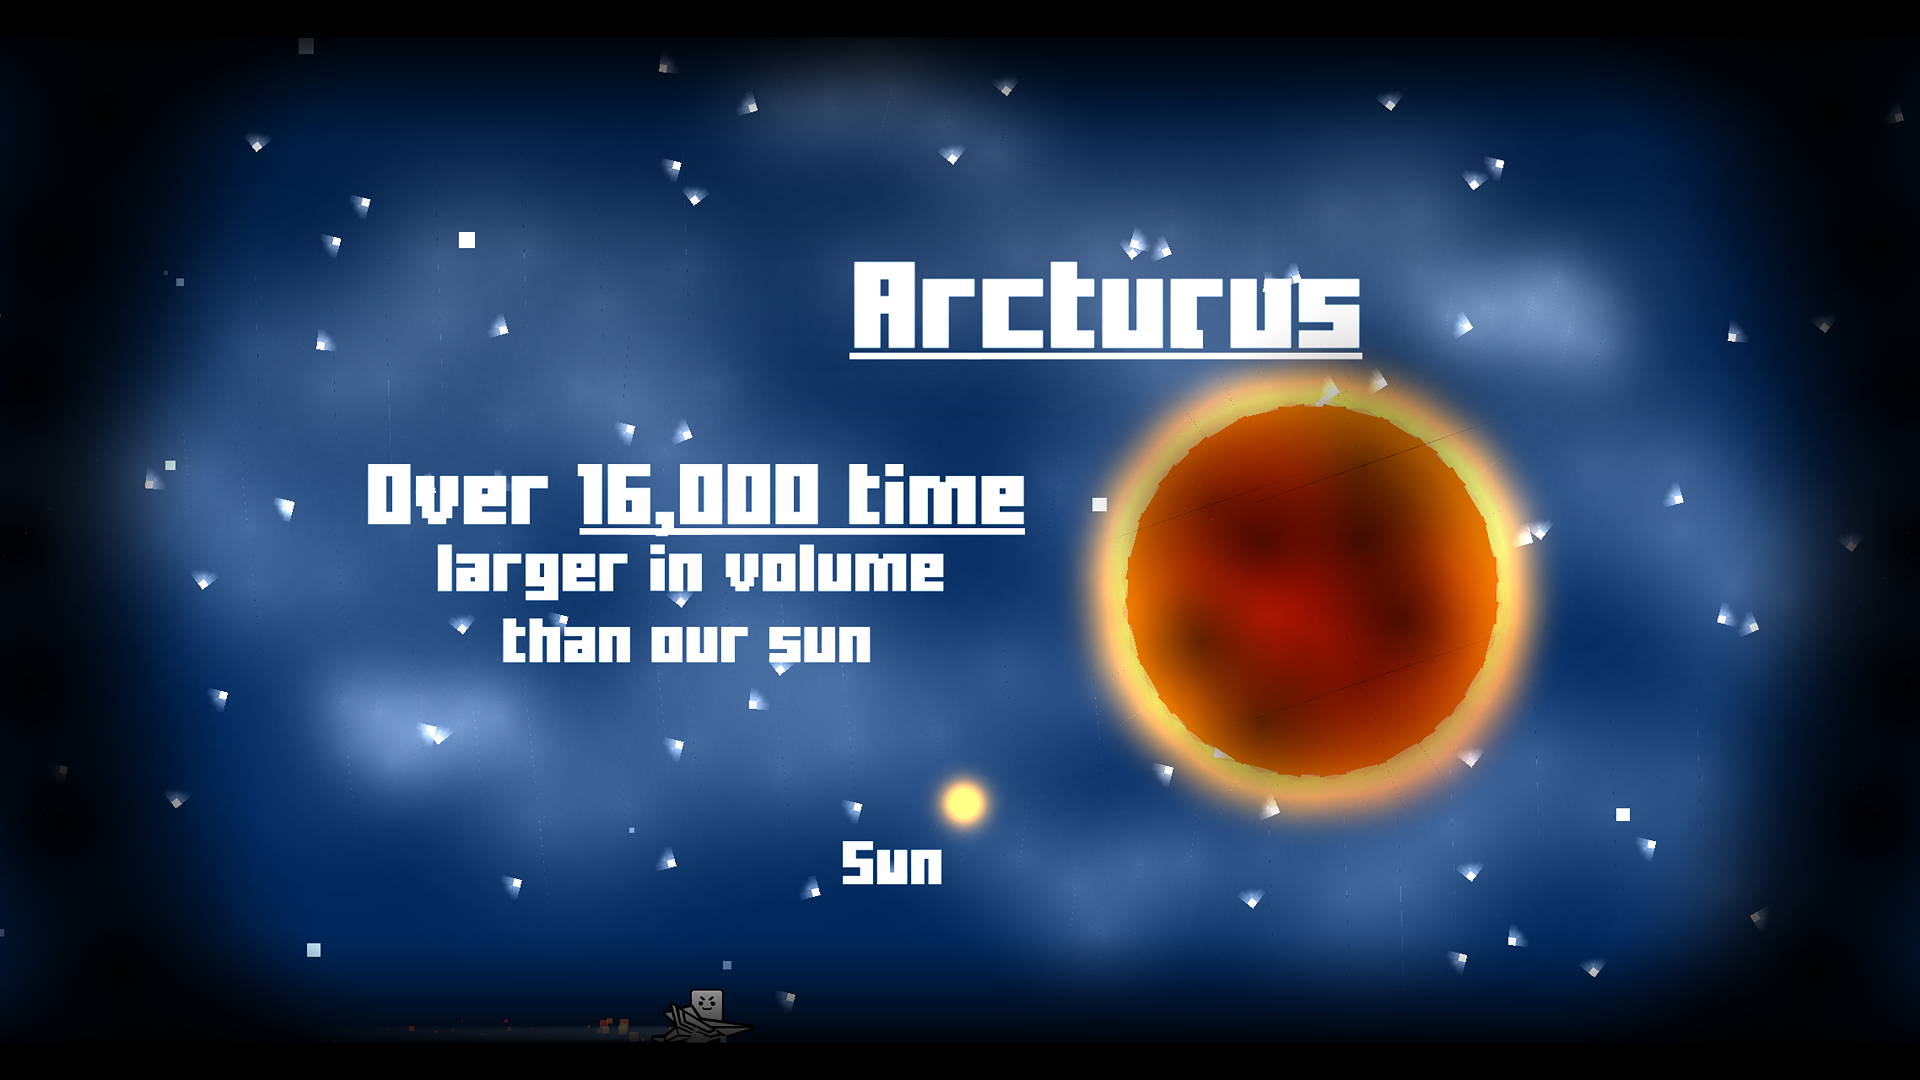 Arcturus
Over 16,000 time
larger in volume
than our sun
Sun